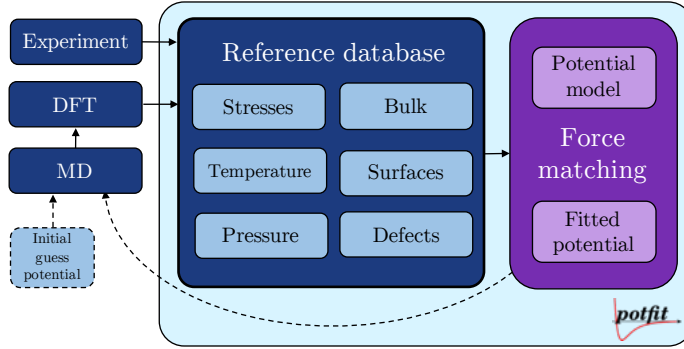 Experiment
DFT
MD
Initial
guess
potential
Reference database
Stresses
Bulk
Temperature
Surfaces
Pressure
Defects
Potential
model
Force
matching
Fitted
potential
potfit